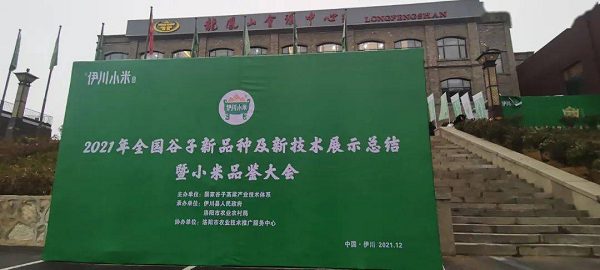 龍鳳山會議中心 LONGFENGSHAN
伊川小米
伊川小米
2021年全国谷子新品种及新技术展示总结
暨小米品誉大会
主办单位：国家谷子高粱产业技术体系
承办单位：伊川县人民政府
洛阳市农业农村局
协办单位：洛阳市农业技术推广服务中心
中国·伊川 2021.12